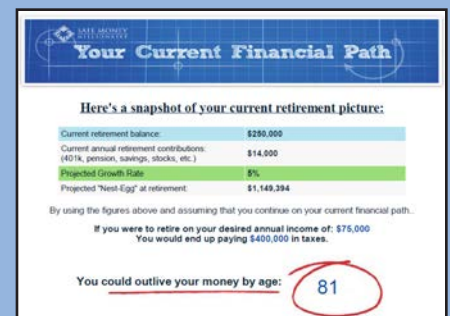 SAFE MONEY
MILLIONAIRE
Your Current Financial Path
Here's a snapshot of your current retirement picture:
Current retirement balance: $250,000
Current annual retirement contributions:
(401k, pension, savings, stocks, etc.) $14,000
Projected Growth Rate 5%
Projected "Nest-Egg" at retirement: $1,149,394
By using the figures above and assuming that you continue on your current financial path..
If you were to retire on your desired annual income of: $75,000
You would end up paying $400,000 in taxes.
You could outlive your money by age: 81